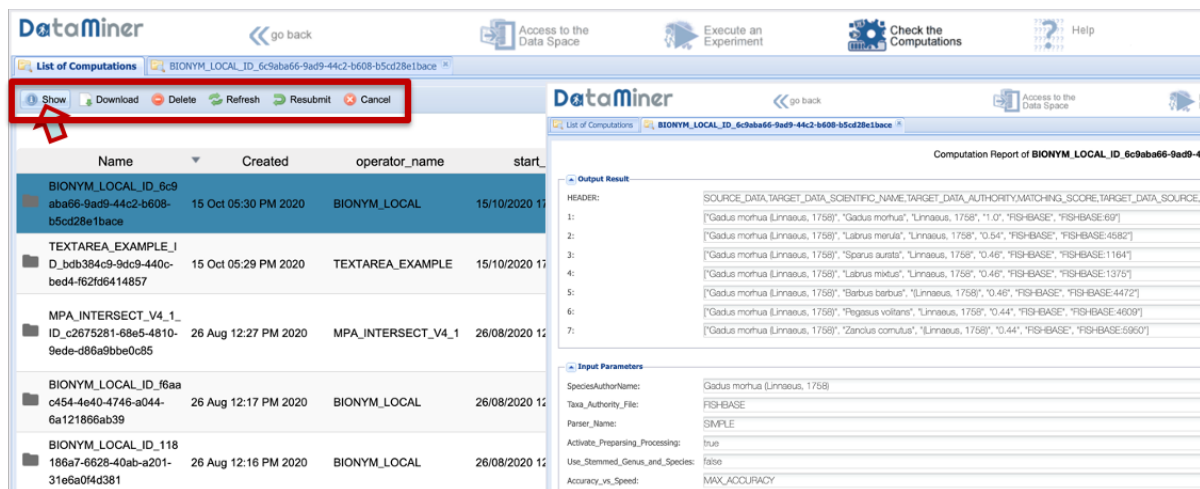 DataMiner
go back
Access to the
Data Space
Execute an
Experiment
Check the
Computations
Help
List of Computations
BIONYM_LOCAL_ID_6c9aba66-9ad9-44c2-b608-b5cd28e1bace
Show Download Delete Refresh Resubmit Cancel
Name Created operator_name start_
BIONYM_LOCAL_ID_6c9
aba66-9ad9-44c2-b608-
b5cd28e1bace
15 Oct 05:30 PM 2020 BIONYM_LOCAL 15/10/2020 17
TEXTAREA_EXAMPLE_I
D_bdb384c9-9dc9-440c-
bed4-f62fd6414857
15 Oct 05:29 PM 2020 TEXTAREA_EXAMPLE 15/10/2020 17
MPA_INTERSECT_V4_1_
ID_c2675281-68e5-4810-
9ede-d86a9bbe0c85
26 Aug 12:27 PM 2020 MPA_INTERSECT_V4_1 26/08/2020 12
BIONYM_LOCAL_ID_f6aa
c454-4e40-4746-a044-
6a121866ab39
26 Aug 12:17 PM 2020 BIONYM_LOCAL 26/08/2020 12
BIONYM_LOCAL_ID_118
186a7-6628-40ab-a201-
31e6a0f4d381
26 Aug 12:16 PM 2020 BIONYM_LOCAL 26/08/2020 12
DataMiner
go back
Access to the
Data Space
List of Computations
BIONYM_LOCAL_ID_6c9aba66-9ad9-44c2-b608-b5cd28e1bace
Computation Report of BIONYM_LOCAL_ID_6c9aba66-9ad9-4
Output Result
HEADER: SOURCE_DATA,TARGET_DATA_SCIENTIFIC_NAME,TARGET_DATA_AUTHORITY,MATCHING_SCORE,TARGET_DATA_SOURCE,
1: ["Gadus morhua (Linnaeus, 1758)", "Gadus morhua", "Linnaeus, 1758", "1.0", "FISHBASE", "FISHBASE:69"]
2: ["Gadus morhua (Linnaeus, 1758)", "Labrus merula", "Linnaeus, 1758", "0.54", "FISHBASE", "FISHBASE:4582"]
3: ["Gadus morhua (Linnaeus, 1758)", "Sparus aurata", "Linnaeus, 1758", "0.46", "FISHBASE", "FISHBASE:1164"]
4: ["Gadus morhua (Linnaeus, 1758)", "Labrus mixtus", "Linnaeus, 1758", "0.46", "FISHBASE", "FISHBASE:1375"]
5: ["Gadus morhua (Linnaeus, 1758)", "Barbus barbus", "(Linnaeus, 1758)", "0.46", "FISHBASE", "FISHBASE:4472"]
6: ["Gadus morhua (Linnaeus, 1758)", "Pegasus volitans", "Linnaeus, 1758", "0.44", "FISHBASE", "FISHBASE:4609"]
7: ["Gadus morhua (Linnaeus, 1758)", "Zanclus cornutus", "(Linnaeus, 1758)", "0.44", "FISHBASE", "FISHBASE:5950"]
Input Parameters
SpeciesAuthorName: Gadus morhua (Linnaeus, 1758)
Taxa_Authority_File: FISHBASE
Parser_Name: SIMPLE
Activate_Preparsing_Processing: true
Use_Stemmed_Genus_and_Species: false
Accuracy_vs_Speed: MAX_ACCURACY